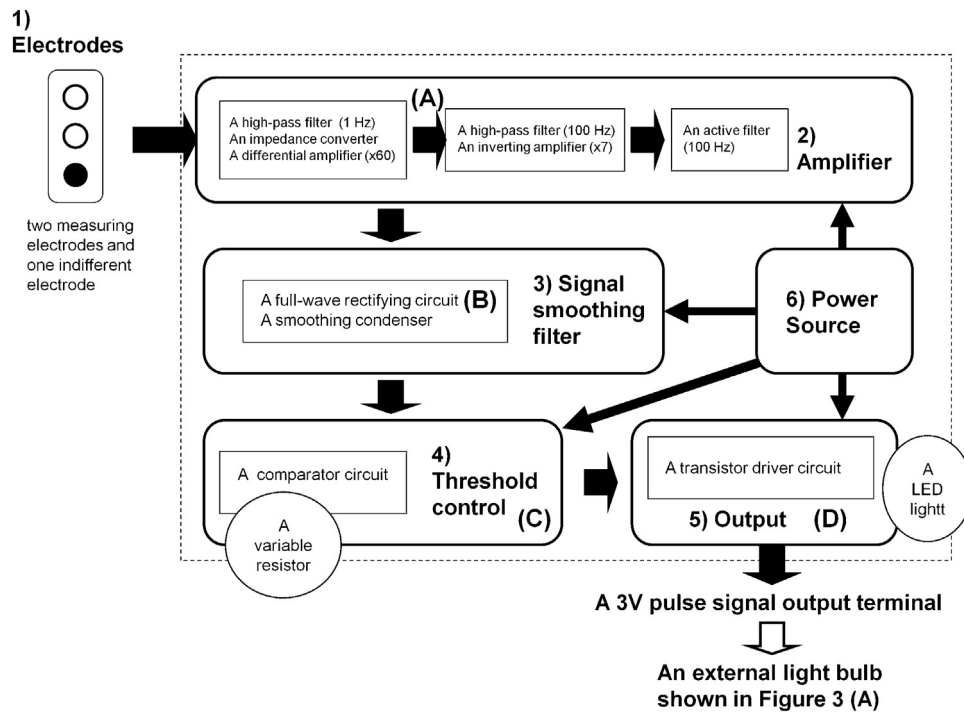 1)
Electrodes
two measuring
electrodes and
one indifferent
electrode
(A)
A high-pass filter (1 Hz)
An impedance converter
A differential amplifier (x60)
A high-pass filter (100 Hz)
An inverting amplifier (x7)
An active filter
(100 Hz)
2)
Amplifier
A full-wave rectifying circuit (B)
A smoothing condenser
3) Signal
smoothing
filter
6) Power
Source
A comparator circuit
4)
Threshold
control (C)
A
variable
resistor
A transistor driver circuit
5) Output (D)
A
LED
lightt
A 3V pulse signal output terminal
An external light bulb
shown in Figure 3 (A)